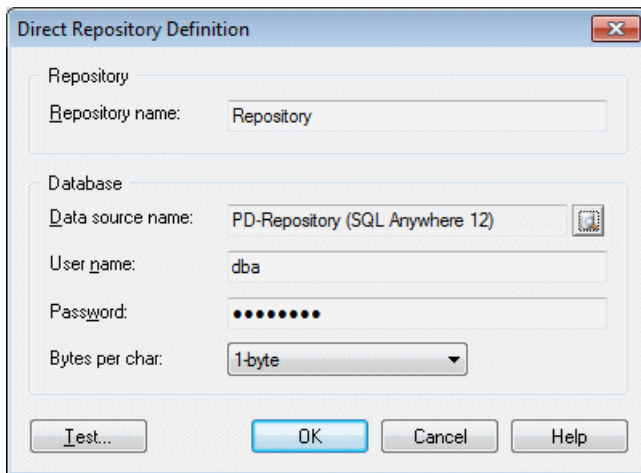 Direct Repository Definition
Repository
Repository name: Repository
Database
Data source name: PD-Repository (SQL Anywhere 12)
User name: dba
Password: ●●●●●●●●
Bytes per char: 1-byte
Test... OK Cancel Help